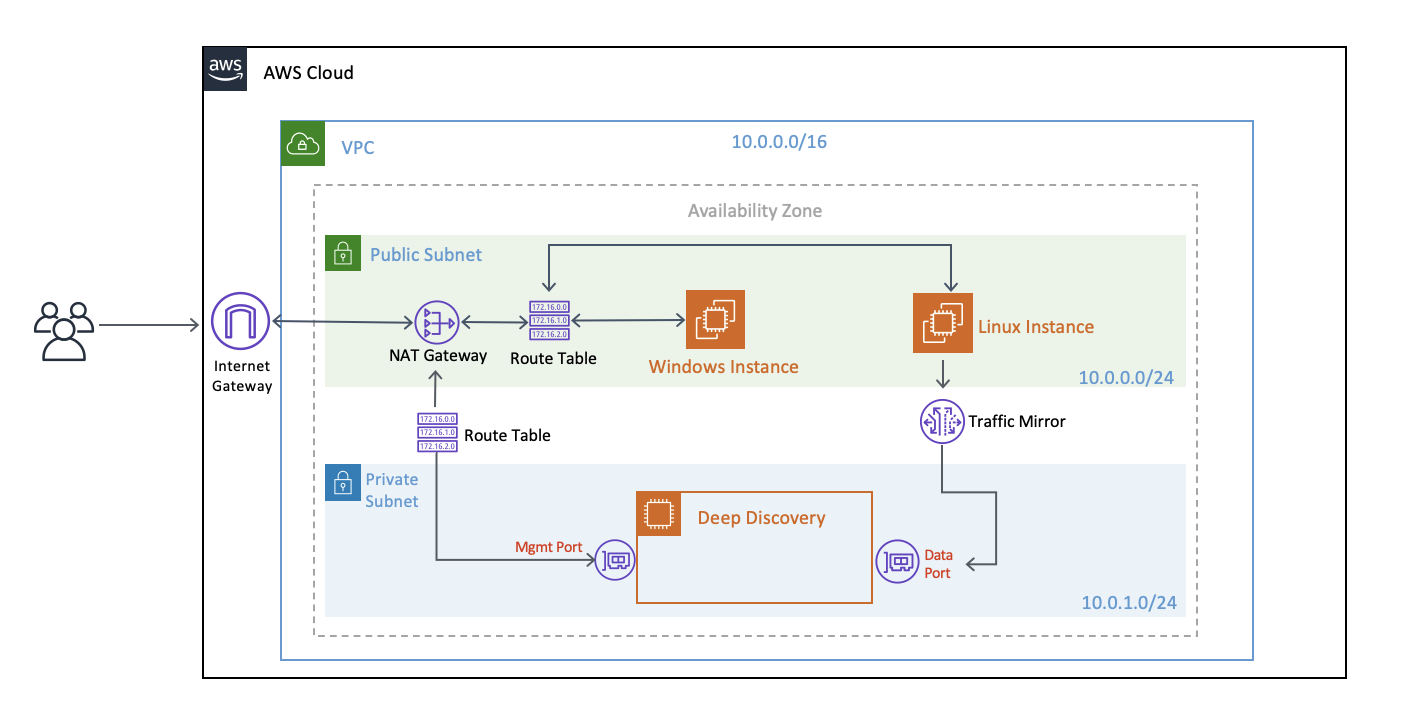 aws
AWS Cloud
VPC
10.0.0.0/16
Availability Zone
Public Subnet
172.16.0.0
172.16.1.0
172.16.2.0
Internet
Gateway
NAT Gateway
Route Table
Windows Instance
Linux Instance
10.0.0.0/24
172.16.0.0
172.16.1.0
172.16.2.0
Route Table
Traffic Mirror
Private
Subnet
Deep Discovery
Mgmt Port
Data
Port
10.0.1.0/24